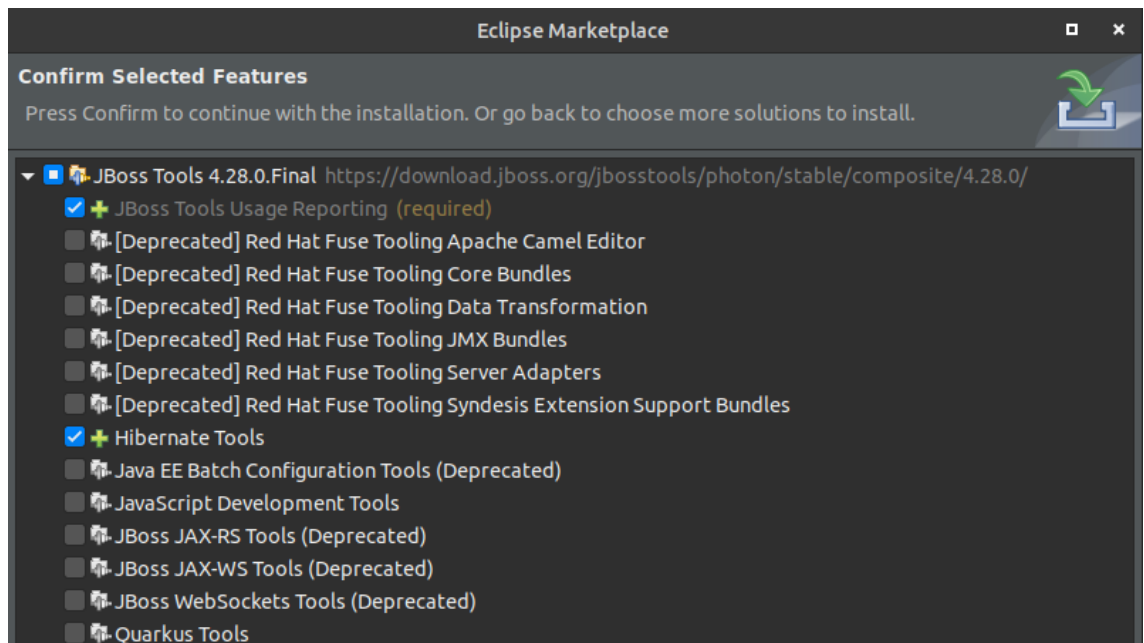 Eclipse Marketplace
Confirm Selected Features
Press Confirm to continue with the installation. Or go back to choose more solutions to install.
JBoss Tools 4.28.0.Final https://download.jboss.org/jbosstools/photon/stable/composite/4.28.0/
JBoss Tools Usage Reporting (required)
[Deprecated] Red Hat Fuse Tooling Apache Camel Editor
[Deprecated] Red Hat Fuse Tooling Core Bundles
[Deprecated] Red Hat Fuse Tooling Data Transformation
[Deprecated] Red Hat Fuse Tooling JMX Bundles
[Deprecated] Red Hat Fuse Tooling Server Adapters
[Deprecated] Red Hat Fuse Tooling Syndesis Extension Support Bundles
Hibernate Tools
Java EE Batch Configuration Tools (Deprecated)
JavaScript Development Tools
JBoss JAX-RS Tools (Deprecated)
JBoss JAX-WS Tools (Deprecated)
JBoss WebSockets Tools (Deprecated)
Quarkus Tools